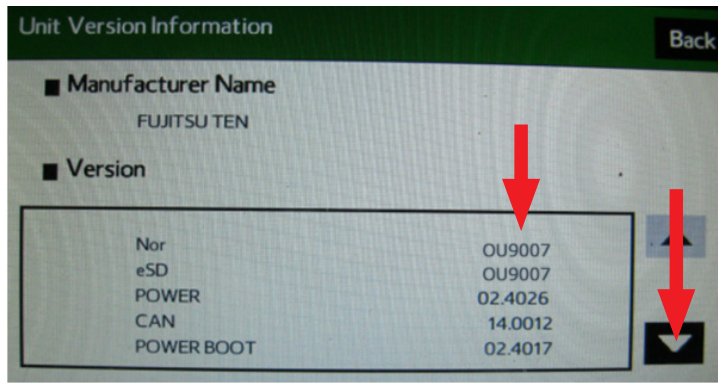 Unit Version Information
Back
Manufacturer Name
FUJITSU TEN
Version
Nor OU9007
eSD OU9007
POWER 02.4026
CAN 14.0012
POWER BOOT 02.4017